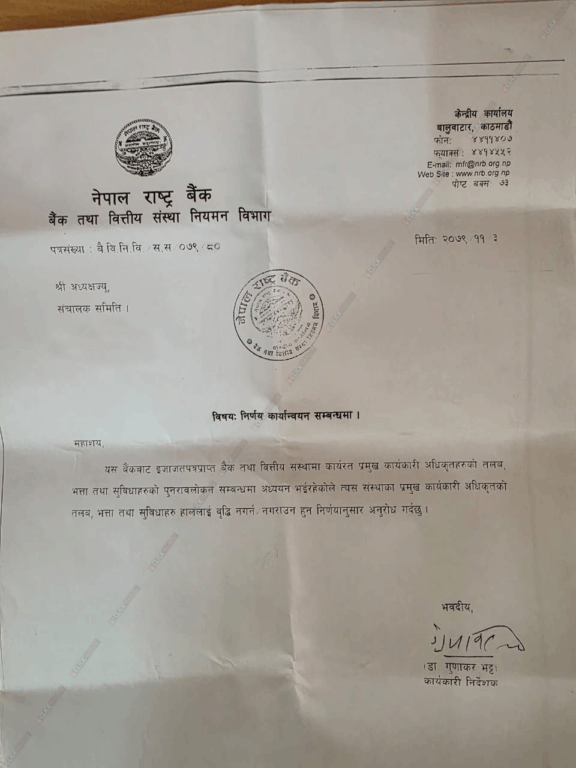 केन्द्रीय कार्यालय
बालुवाटार, काठमाडौं
फोन: ४४११४०७
फ्याक्स: ४४१४५५२
E-mail: mfr@nrb.org.np
Web Site : www.nrb.org.np
पोष्ट बक्स ७३
नेपाल राष्ट्र बैंक
बैंक तथा वित्तीय संस्था नियमन विभाग
पत्रसंख्या : बै.वि.नि.वि/स.स/०७९/८०
मिति: २०७९/११/३
श्री अध्यक्षज्यू,
संचालक समिति ।
नेपाल राष्ट्र बैंक
विषय: निर्णय कार्यान्वयन सम्बन्धमा ।
महाशय,
यस बैंकबाट इजाजतपत्रप्राप्त बैंक तथा वित्तीय संस्थामा कार्यरत प्रमुख कार्यकारी अधिकृतहरुको तलब,
भत्ता तथा सुविधाहरुको पुनरावलोकन सम्बन्धमा अध्ययन भईरहेकोले त्यस संस्थाका प्रमुख कार्यकारी अधिकृतको
तलब, भत्ता तथा सुविधाहरु हाललाई वृद्धि नगर्न/नगराउन हुन निर्णयानुसार अनुरोध गर्दछु ।
भवदीय,
(डा. गुणाकर भट्ट)
कार्यकारी निर्देशक